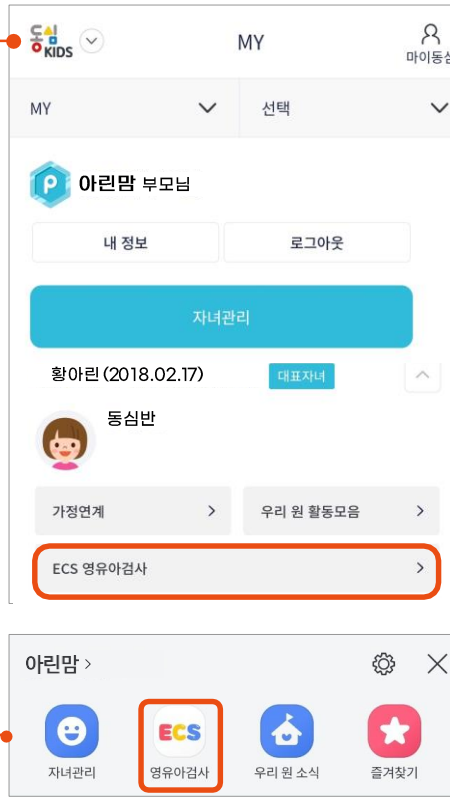 동심
KIDS
MY
마이동심
MY
선택
P
아린맘 부모님
내 정보
로그아웃
자녀관리
황아린 (2018.02.17)
대표자녀
동심반
가정연계
우리 원 활동모음
ECS 영유아검사
아린맘
ECS
자녀관리
영유아검사
우리 원 소식
즐겨찾기